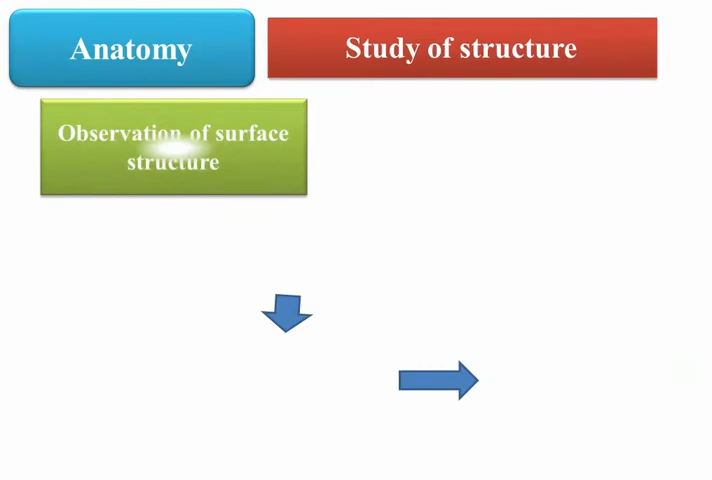 Anatomy
Study of structure
Observation of surface
structure